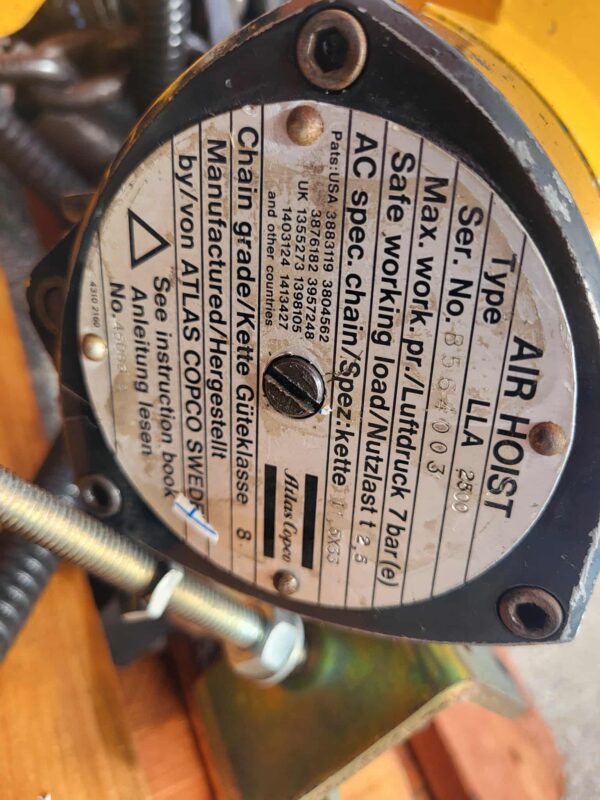 AIR HOIST
Type LLA 2500
Ser. No. B554003
Max. work. pr./Luftdruck 7 bar(e)
Safe working load/Nutzlast t 2,5
AC spec. chain/Spez: kette
Pats: USA 3883119 3804562
3876182 3957248
UK 1355273 1398105
1403124 1413427
and other countries
Atlas Copco
Chain grade/Kette Güteklasse 8
Manufactured/Hergestellt
by/von ATLAS COPCO SWEDEN
See instruction book
Anleitung lesen
No.
4310 2160